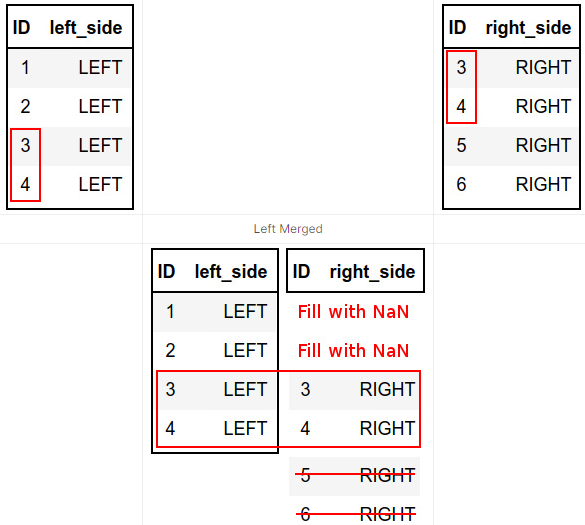 ID left_side ID right_side
1 LEFT 3 RIGHT
2 LEFT 4 RIGHT
3 LEFT 5 RIGHT
4 LEFT 6 RIGHT
Left Merged
ID left_side ID right_side
1 LEFT Fill with NaN
2 LEFT Fill with NaN
3 LEFT 3 RIGHT
4 LEFT 4 RIGHT
5 RIGHT
6 RIGHT